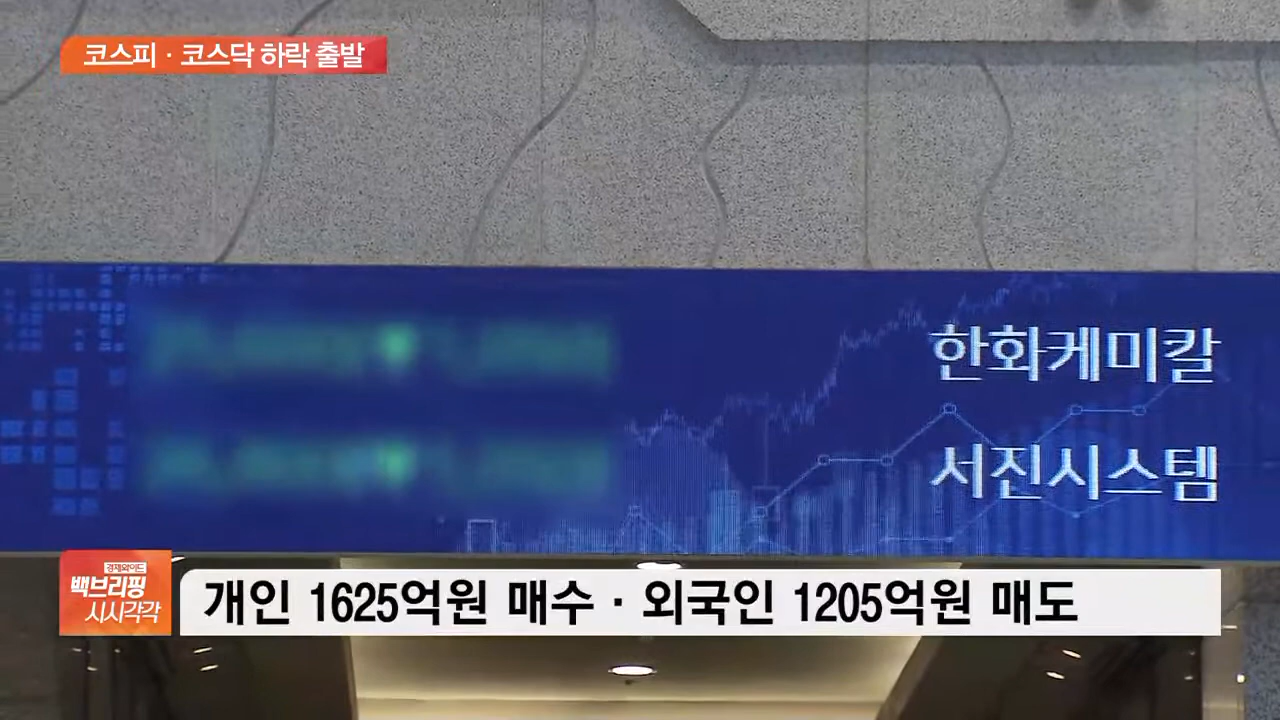 코스피 · 코스닥 하락 출발
한화케미칼
서진시스템
경제와이드
백브리핑
시시각각
개인 1625억원 매수 · 외국인 1205억원 매도